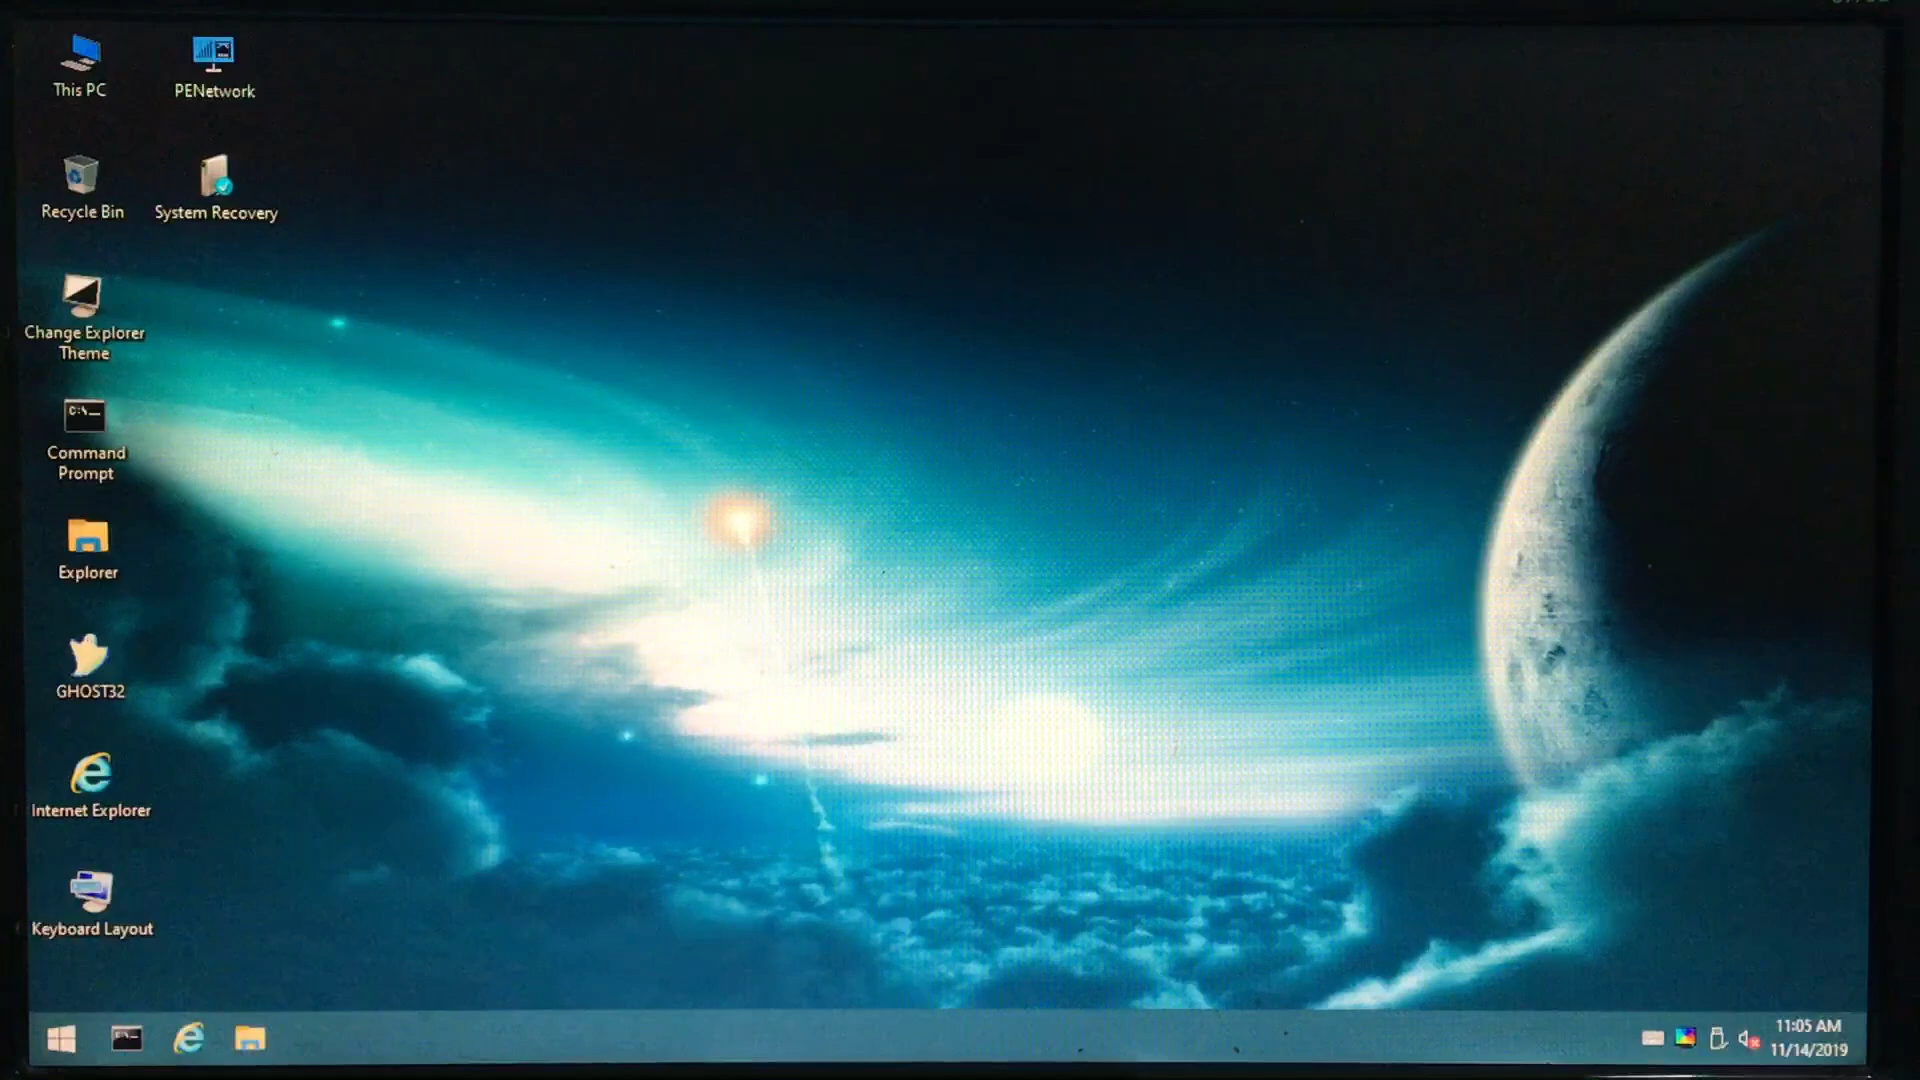 This PC
PENetwork
Recycle Bin
System Recovery
Change Explorer
Theme
C:\_
Command
Prompt
Explorer
GHOST32
Internet Explorer
Keyboard Layout
11:05 AM
11/14/2019